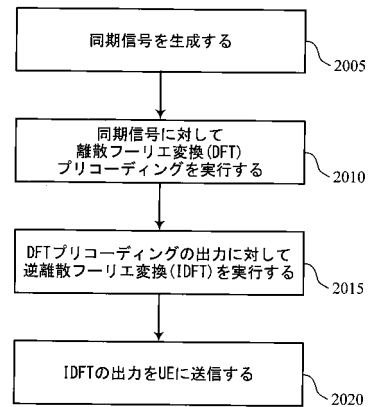 同期信号を生成する
2005
同期信号に対して
離散フーリエ変換(DFT)
プリコーディングを実行する
2010
DFTプリコーディングの出力に対して
逆離散フーリエ変換(IDFT)を実行する
2015
IDFTの出力をUEに送信する
2020